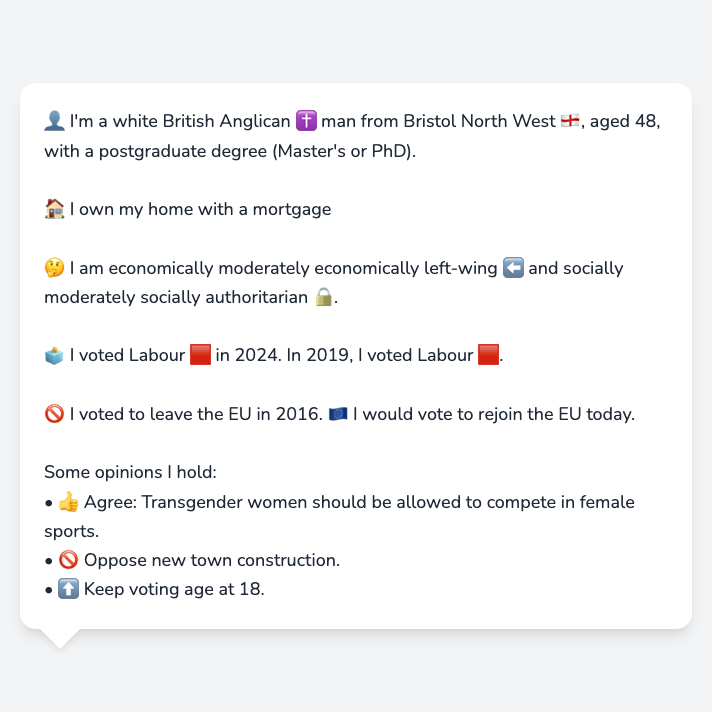 👤 I'm a white British Anglican ✝️ man from Bristol North West 🏴󠁧󠁢󠁥󠁮󠁧󠁿, aged 48,
with a postgraduate degree (Master's or PhD).
🏠 I own my home with a mortgage
🤔 I am economically moderately economically left-wing ⬅️ and socially
moderately socially authoritarian 🔒.
🗳️ I voted Labour 🟥 in 2024. In 2019, I voted Labour 🟥.
🚫 I voted to leave the EU in 2016. 🇪🇺 I would vote to rejoin the EU today.
Some opinions I hold:
• 👍 Agree: Transgender women should be allowed to compete in female
sports.
• 🚫 Oppose new town construction.
• ⬆️ Keep voting age at 18.